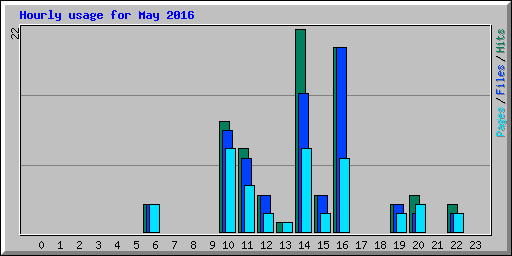 Hourly usage for May 2016
22
Pages / Files / Hits
0 1 2 3 4 5 6 7 8 9 10 11 12 13 14 15 16 17 18 19 20 21 22 23